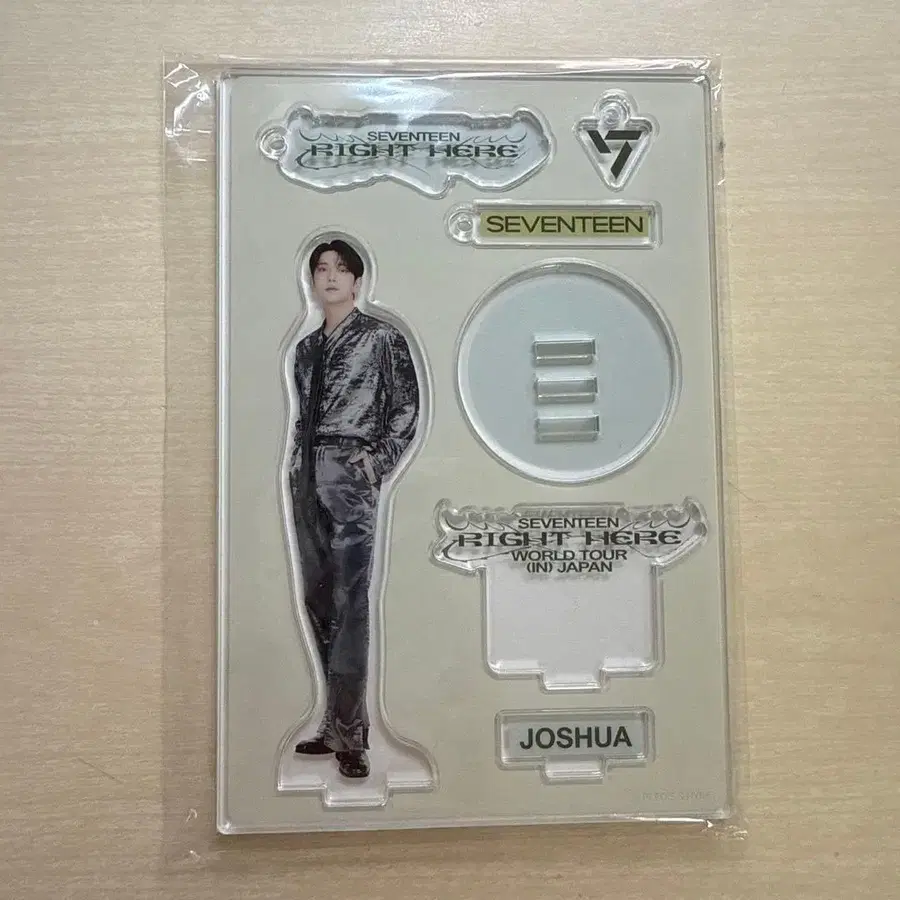 SEVENTEEN
RIGHT HERE
SEVENTEEN
SEVENTEEN
RIGHT HERE
WORLD TOUR
(IN) JAPAN
JOSHUA